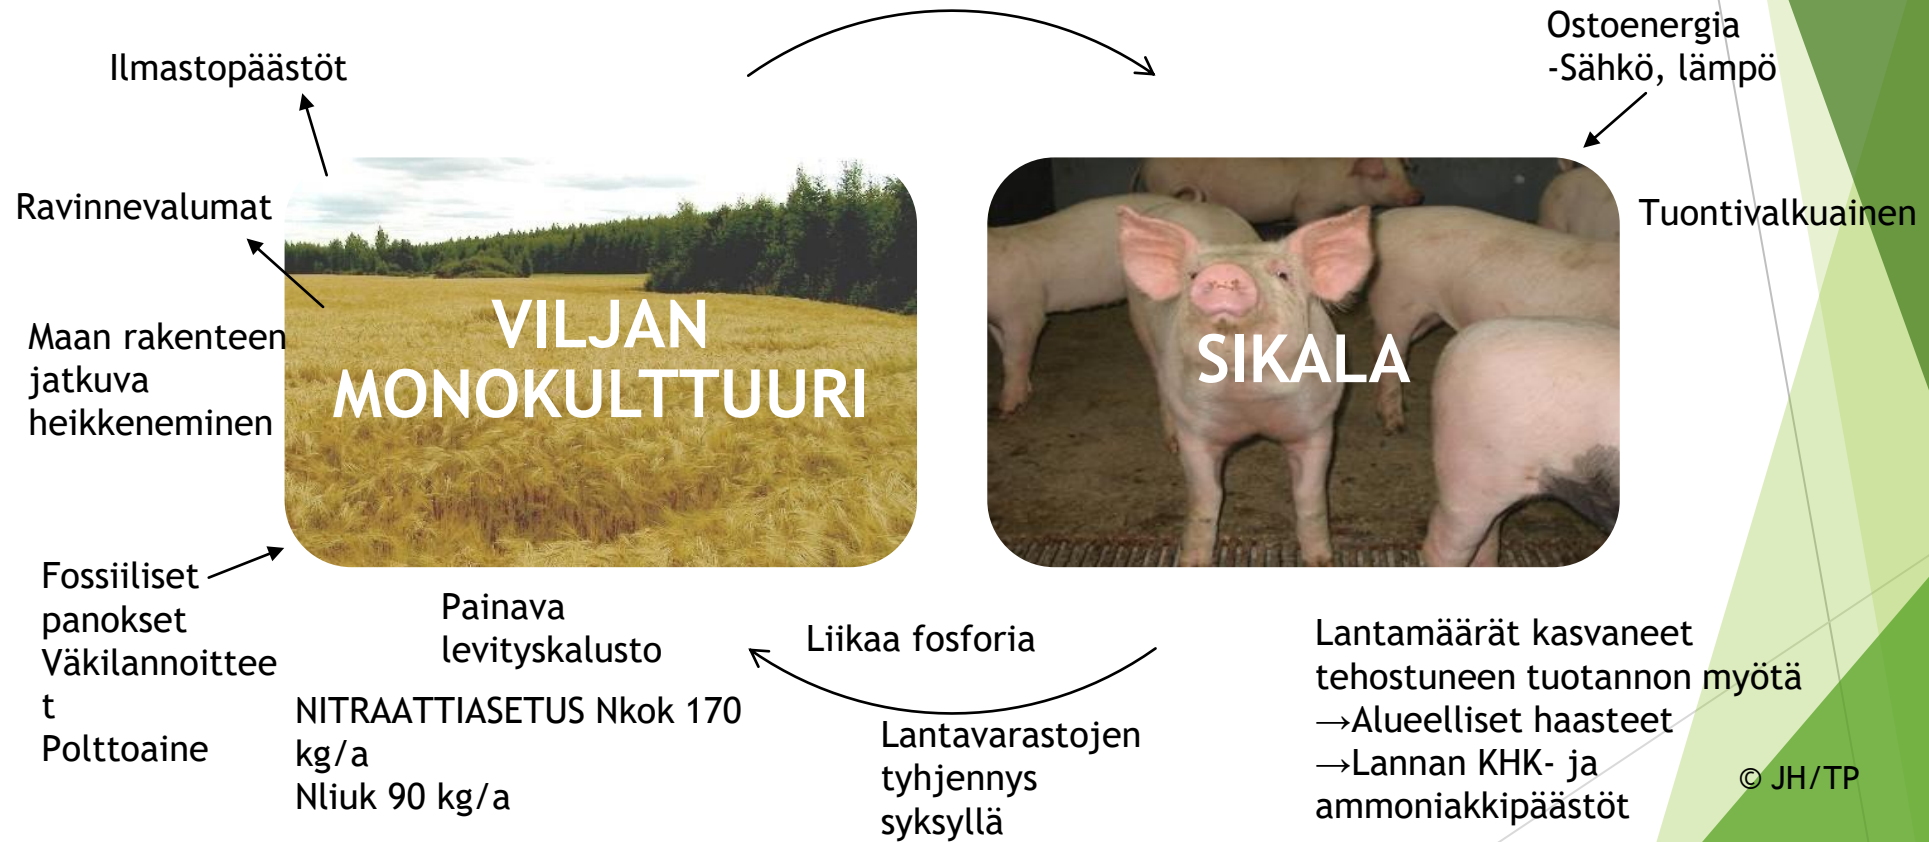 Ilmastopäästöt
Ostoenergia
-Sähkö, lämpö
Ravinnevalumat
Tuontivalkuainen
Maan rakenteen
jatkuva
heikkeneminen
VILJAN
MONOKULTTUURI
SIKALA
Fossiiliset
panokset
Väkilannoittee
t
Polttoaine
Painava
levityskalusto
NITRAATTIASETUS Nkok 170
kg/a
Nliuk 90 kg/a
Liikaa fosforia
Lantavarastojen
tyhjennys
syksyllä
Lantamäärät kasvaneet
tehostuneen tuotannon myötä
→Alueelliset haasteet
→Lannan KHK- ja
ammoniakkipäästöt
© JH/TP